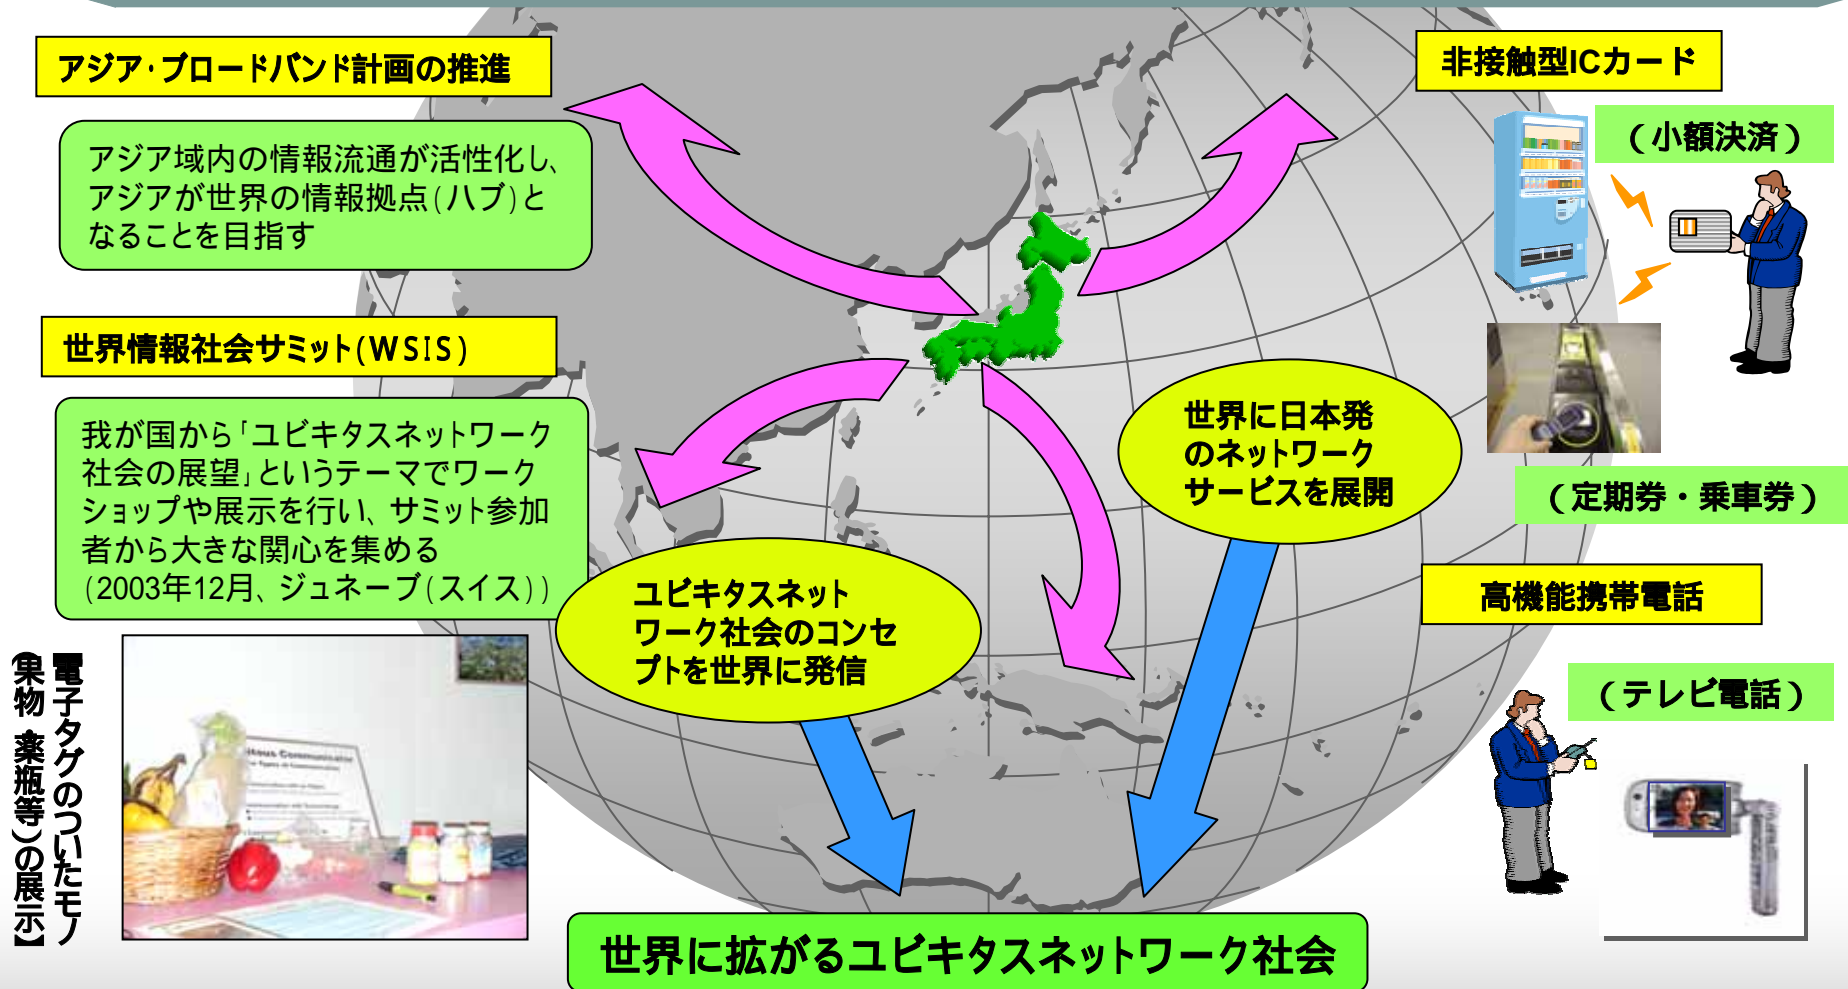 アジア・ブロードバンド計画の推進
アジア域内の情報流通が活性化し、
アジアが世界の情報拠点(ハブ)と
なることを目指す
世界情報社会サミット(WSIS)
我が国から「ユビキタスネットワーク
社会の展望」というテーマでワーク
ショップや展示を行い、サミット参加
者から大きな関心を集める
(2003年12月、ジュネーブ(スイス))
【電子タグのついたモノ
(果物、薬瓶等)の展示】
ユビキタスネット
ワーク社会のコンセ
プトを世界に発信
世界に日本発
のネットワーク
サービスを展開
非接触型ICカード
(小額決済)
(定期券・乗車券)
高機能携帯電話
(テレビ電話)
世界に拡がるユビキタスネットワーク社会